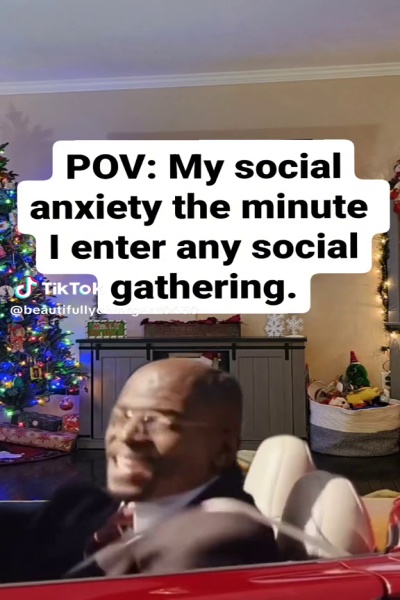 POV: My social
anxiety the minute
I enter any social
gathering.
TikTok